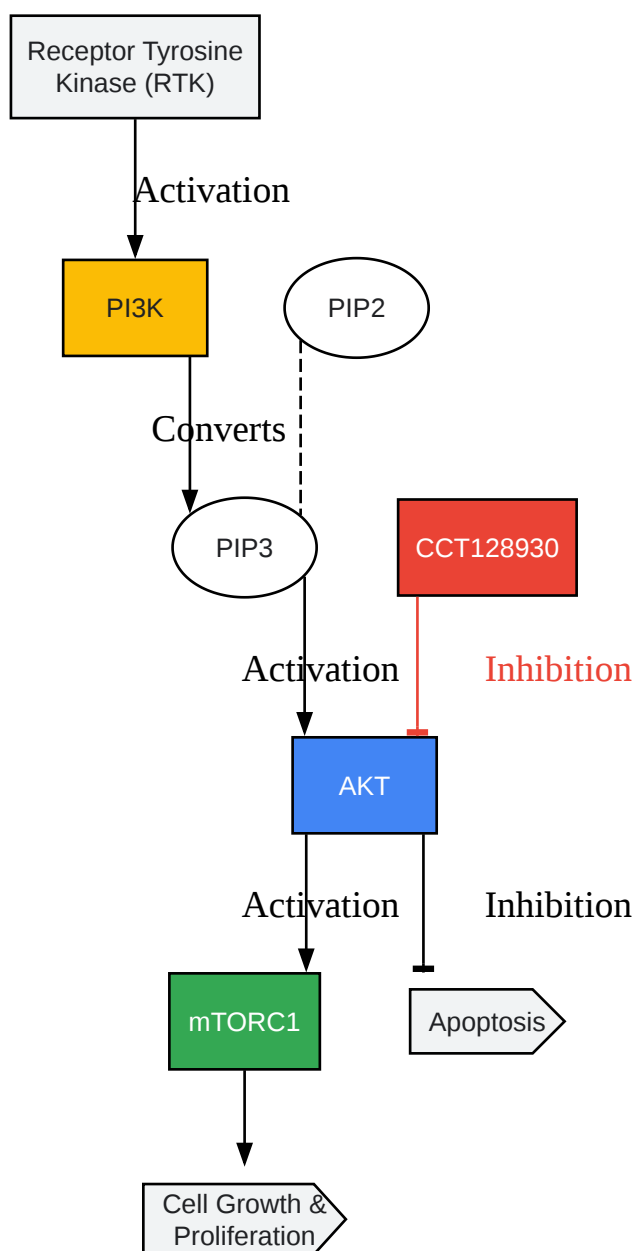 Receptor Tyrosine
Kinase (RTK)
Activation
PI3K
PIP2
Converts
PIP3
CCT128930
Activation
Inhibition
AKT
Activation
Inhibition
mTORC1
Apoptosis
Cell Growth &
Proliferation